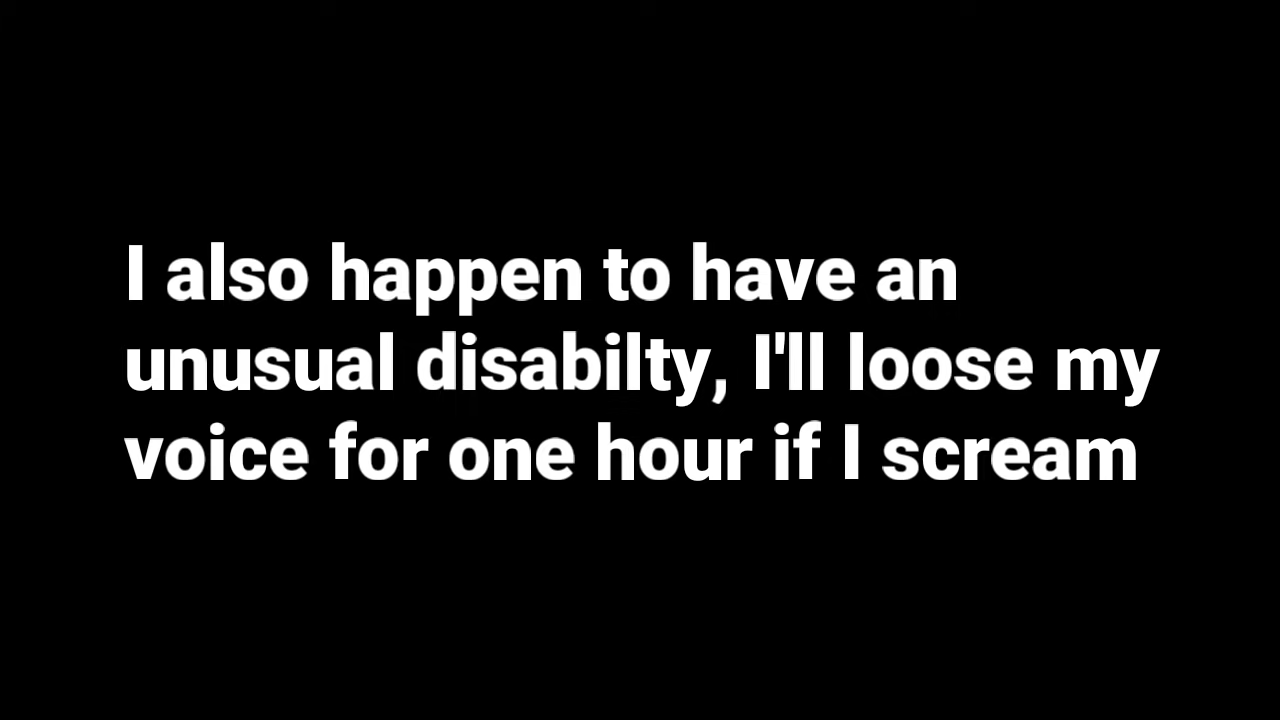 I also happen to have an
unusual disabilty, I'll loose my
voice for one hour if I scream